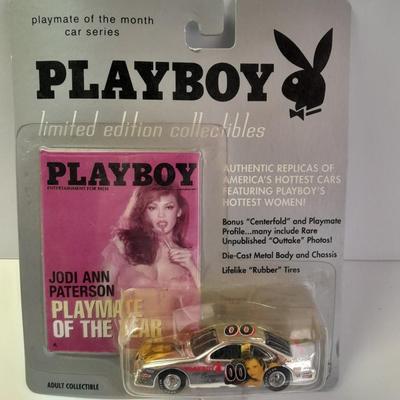 playmate of the month
car series
PLAYBOY
limited edition collectibles
PLAYBOY
ENTERTAINMENT FOR MEN
JODI ANN
PATERSON
PLAYMATE
OF THE YEAR
AUTHENTIC REPLICAS OF
AMERICA'S HOTTEST CARS
FEATURING PLAYBOY'S
HOTTEST WOMEN!
Bonus "Centerfold" and Playmate
Profile...many include Rare
Unpublished "Outtake" Photos!
Die-Cast Metal Body and Chassis
Lifelike "Rubber" Tires
00
00
ADULT COLLECTIBLE